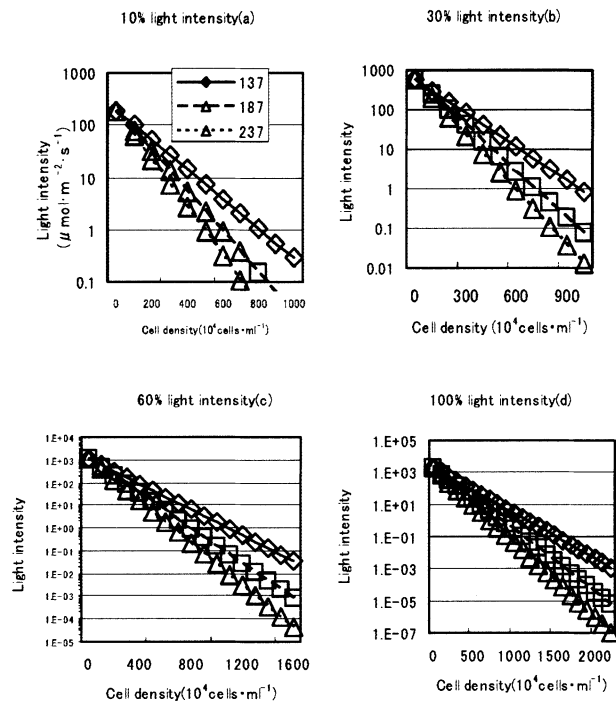 10% light intensity(a)
Light intensity
(μmol·m⁻²·s⁻¹)
1000
100
10
1
0.1
137
187
237
0 200 400 600 800 1000
Cell density(10⁴cells·ml⁻¹)
30% light intensity(b)
Light intensity
1000
100
10
1
0.1
0.01
0 300 600 900
Cell density (10⁴cells·ml⁻¹)
60% light intensity(c)
Light intensity
1.E+04
1.E+03
1.E+02
1.E+01
1.E+00
1.E-01
1.E-02
1.E-03
1.E-04
1.E-05
0 400 800 1200 1600
Cell density(10⁴cells·ml⁻¹)
100% light intensity(d)
Light intensity
1.E+05
1.E+03
1.E+01
1.E-01
1.E-03
1.E-05
1.E-07
0 500 1000 1500 2000
Cell density(10⁴cells·ml⁻¹)